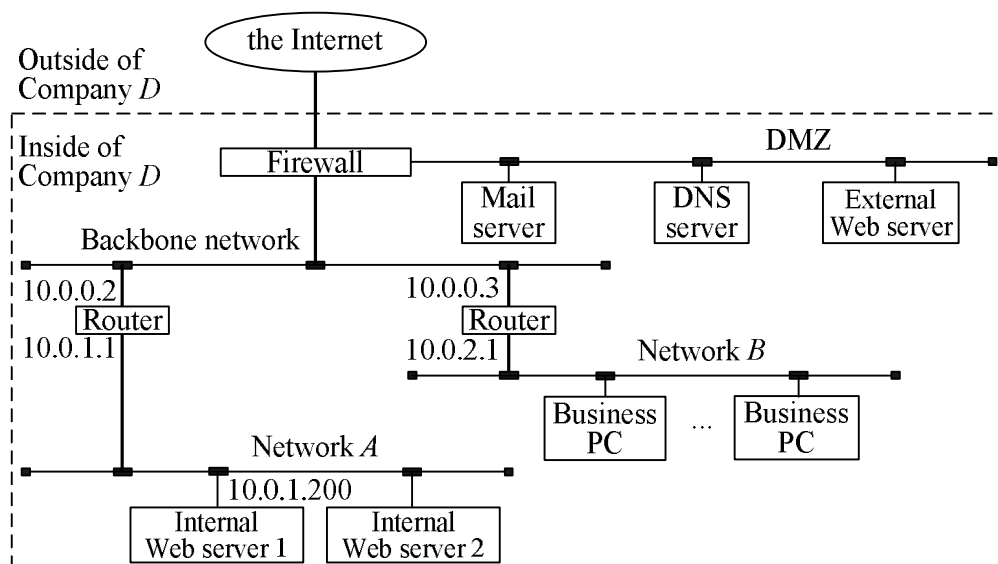 the Internet
Outside of
Company D
Inside of
Company D
Firewall
DMZ
Mail
server
DNS
server
External
Web server
Backbone network
10.0.0.2
Router
10.0.1.1
10.0.0.3
Router
10.0.2.1
Network B
Business
PC
...
Business
PC
Network A
10.0.1.200
Internal
Web server 1
Internal
Web server 2